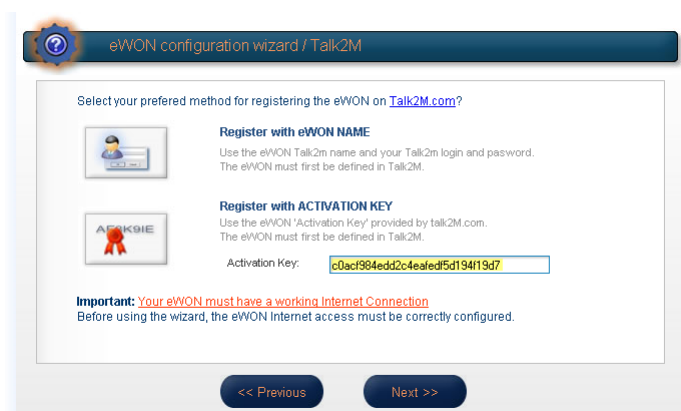 eWON configuration wizard / Talk2M
Select your prefered method for registering the eWON on Talk2M.com?
Register with eWON NAME
Use the eWON Talk2m name and your Talk2m login and pasword.
The eWON must first be defined in Talk2M.
Register with ACTIVATION KEY
Use the eWON 'Activation Key' provided by talk2M.com.
The eWON must first be defined in Talk2M.
Activation Key: c0acf984edd2c4eafedf5d194f19d7
Important: Your eWON must have a working Internet Connection
Before using the wizard, the eWON Internet access must be correctly configured.
<< Previous Next >>